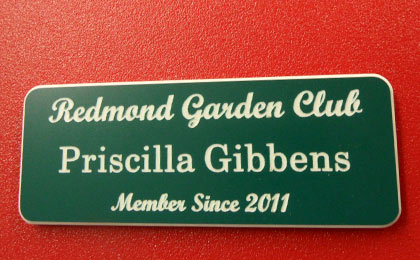 Redmond Garden Club
Priscilla Gibbens
Member Since 2011